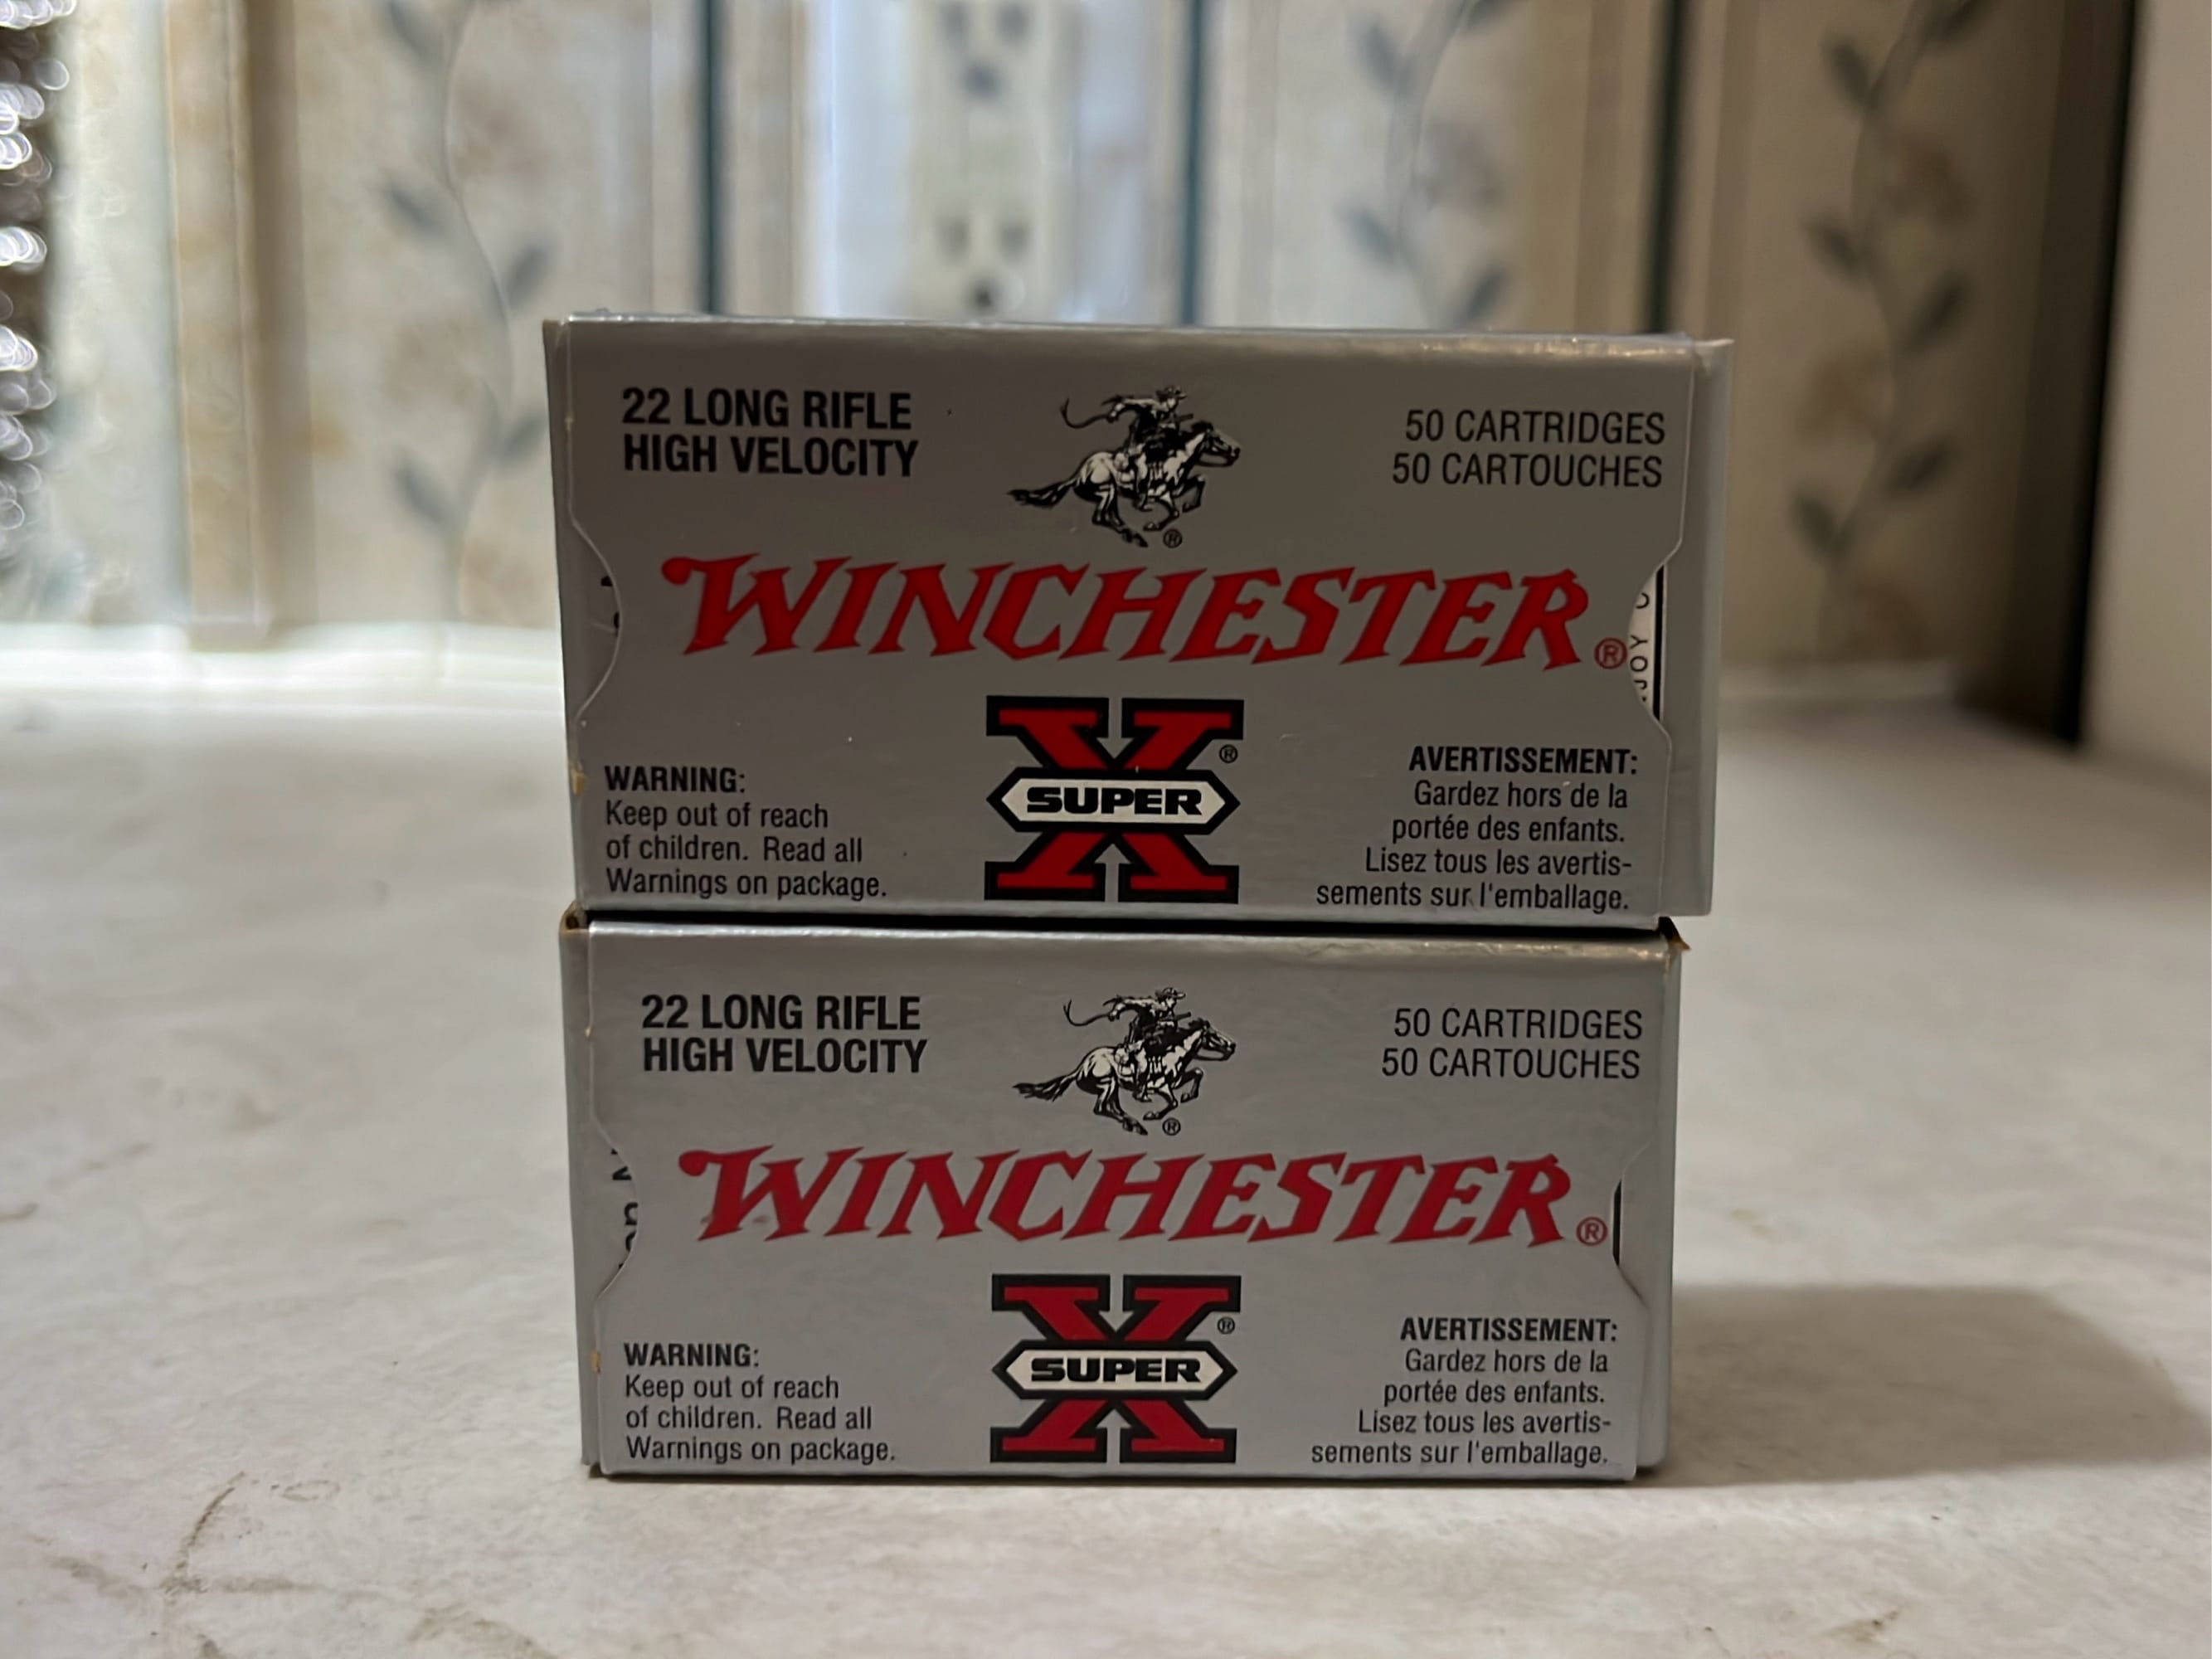 22 LONG RIFLE
HIGH VELOCITY
50 CARTRIDGES
50 CARTOUCHES
WINCHESTER®
X®
SUPER
WARNING:
Keep out of reach
of children. Read all
Warnings on package.
AVERTISSEMENT:
Gardez hors de la
portée des enfants.
Lisez tous les avertis-
sements sur l'emballage.
22 LONG RIFLE
HIGH VELOCITY
50 CARTRIDGES
50 CARTOUCHES
WINCHESTER®
X®
SUPER
WARNING:
Keep out of reach
of children. Read all
Warnings on package.
AVERTISSEMENT:
Gardez hors de la
portée des enfants.
Lisez tous les avertis-
sements sur l'emballage.